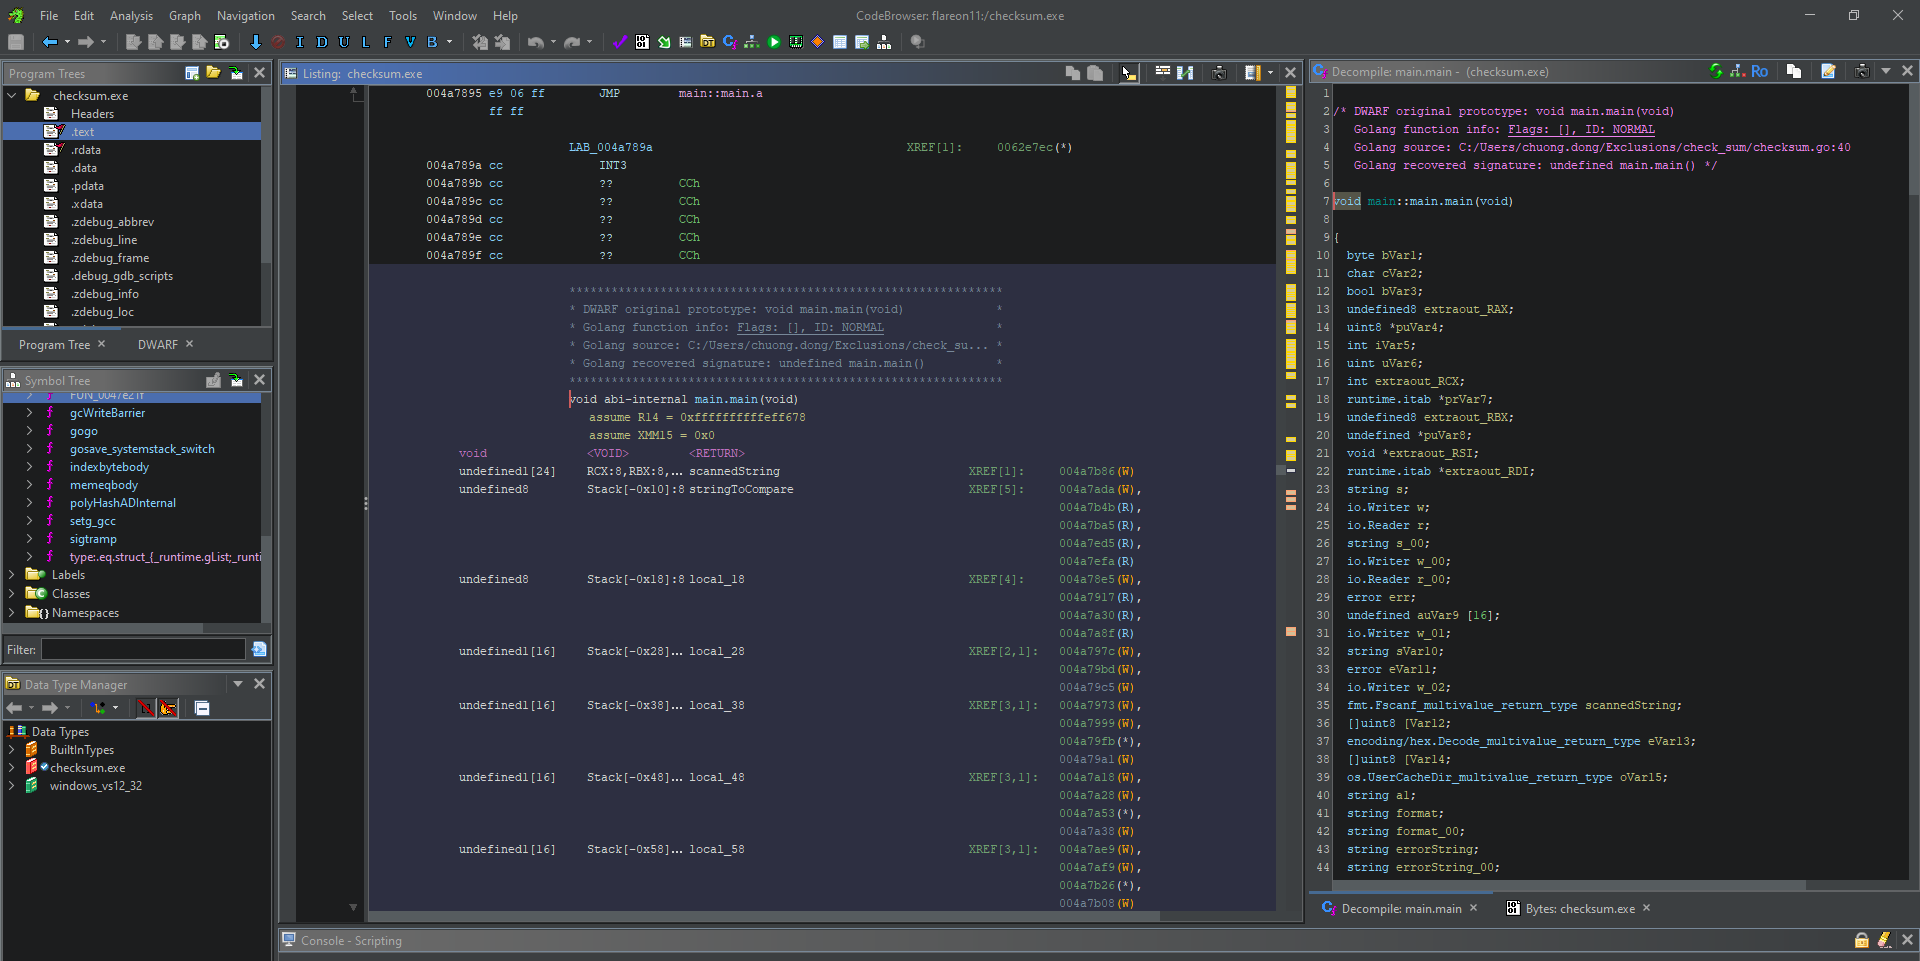 File Edit Analysis Graph Navigation Search Select Tools Window Help
CodeBrowser: flareon11:/checksum.exe
I D U L F V B
Program Trees
checksum.exe
Headers
.text
.rdata
.data
.pdata
.xdata
.zdebug_abbrev
.zdebug_line
.zdebug_frame
.debug_gdb_scripts
.zdebug_info
.zdebug_loc
Program Tree × DWARF ×
Symbol Tree
FUN_0047e21f
gcWriteBarrier
gogo
gosave_systemstack_switch
indexbytebody
memeqbody
polyHashADInternal
setg_gcc
sigtramp
type:.eq.struct_{_runtime.gList;_runti
Labels
Classes
Namespaces
Filter:
Data Type Manager
Data Types
BuiltInTypes
checksum.exe
windows_vs12_32
Listing: checksum.exe
004a7895 e9 06 ff JMP main::main.a
ff ff
LAB_004a789a XREF[1]: 0062e7ec(*)
004a789a cc INT3
004a789b cc ?? CCh
004a789c cc ?? CCh
004a789d cc ?? CCh
004a789e cc ?? CCh
004a789f cc ?? CCh
**************************************************************
* DWARF original prototype: void main.main(void) *
* Golang function info: Flags: [], ID: NORMAL *
* Golang source: C:/Users/chuong.dong/Exclusions/check_su... *
* Golang recovered signature: undefined main.main() *
**************************************************************
void abi-internal main.main(void)
assume R14 = 0xffffffffffeff678
assume XMM15 = 0x0
void <VOID> <RETURN>
undefined1[24] RCX:8,RBX:8,... scannedString XREF[1]: 004a7b86(W)
undefined8 Stack[-0x10]:8 stringToCompare XREF[5]: 004a7ada(W),
004a7b4b(R),
004a7ba5(R),
004a7ed5(R),
004a7efa(R)
undefined8 Stack[-0x18]:8 local_18 XREF[4]: 004a78e5(W),
004a7917(R),
004a7a30(R),
004a7a8f(R)
undefined1[16] Stack[-0x28]... local_28 XREF[2,1]: 004a797c(W),
004a79bd(W),
004a79c5(W)
undefined1[16] Stack[-0x38]... local_38 XREF[3,1]: 004a7973(W),
004a7999(W),
004a79fb(*),
004a79a1(W)
undefined1[16] Stack[-0x48]... local_48 XREF[3,1]: 004a7a18(W),
004a7a28(W),
004a7a53(*),
004a7a38(W)
undefined1[16] Stack[-0x58]... local_58 XREF[3,1]: 004a7ae9(W),
004a7af9(W),
004a7b26(*),
004a7b08(W)
Decompile: main.main - (checksum.exe)
Ro
1
2 /* DWARF original prototype: void main.main(void)
3 Golang function info: Flags: [], ID: NORMAL
4 Golang source: C:/Users/chuong.dong/Exclusions/check_sum/checksum.go:40
5 Golang recovered signature: undefined main.main() */
6
7 void main::main.main(void)
8
9 {
10 byte bVar1;
11 char cVar2;
12 bool bVar3;
13 undefined8 extraout_RAX;
14 uint8 *puVar4;
15 int iVar5;
16 uint uVar6;
17 int extraout_RCX;
18 runtime.itab *prVar7;
19 undefined8 extraout_RBX;
20 undefined *puVar8;
21 void *extraout_RSI;
22 runtime.itab *extraout_RDI;
23 string s;
24 io.Writer w;
25 io.Reader r;
26 string s_00;
27 io.Writer w_00;
28 io.Reader r_00;
29 error err;
30 undefined auVar9 [16];
31 io.Writer w_01;
32 string sVar10;
33 error eVar11;
34 io.Writer w_02;
35 fmt.Fscanf_multivalue_return_type scannedString;
36 []uint8 [Var12;
37 encoding/hex.Decode_multivalue_return_type eVar13;
38 []uint8 [Var14;
39 os.UserCacheDir_multivalue_return_type oVar15;
40 string a1;
41 string format;
42 string format_00;
43 string errorString;
44 string errorString_00;
Decompile: main.main × Bytes: checksum.exe ×
Console - Scripting